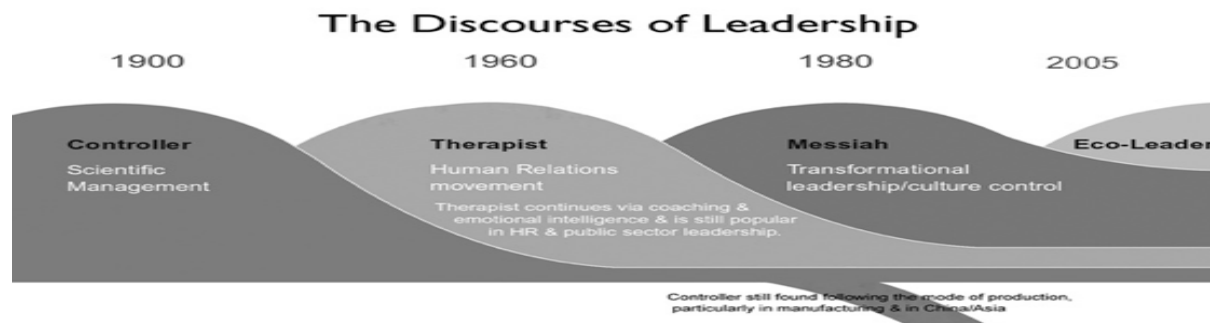 The Discourses of Leadership
1900 1960 1980 2005
Controller
Scientific
Management
Therapist
Human Relations
movement
Therapist continues via coaching &
emotional intelligence & is still popular
in HR & public sector leadership.
Messiah
Transformational
leadership/culture control
Eco-Leader
Controller still found following the mode of production,
particularly in manufacturing & in China/Asia